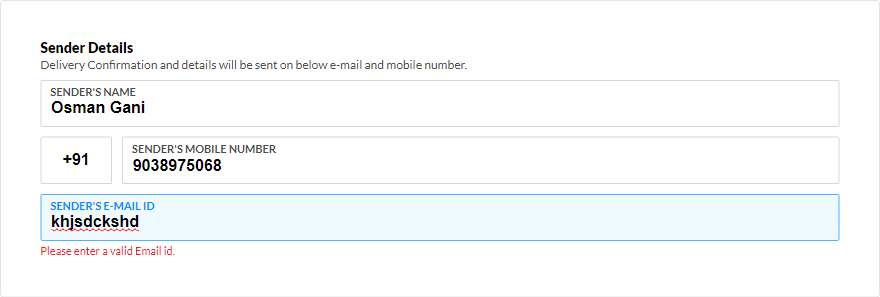 Sender Details
Delivery Confirmation and details will be sent on below e-mail and mobile number.
SENDER'S NAME
Osman Gani
+91
SENDER'S MOBILE NUMBER
9038975068
SENDER'S E-MAIL ID
khjsdckshd
Please enter a valid Email id.